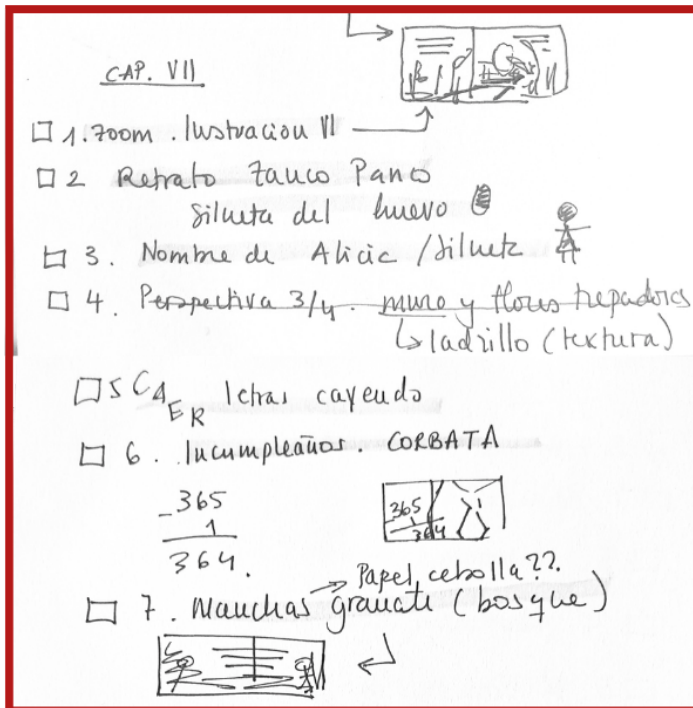 CAP. VII
1. Zoom. Ilustración VI
2 Retrato Zanco Panco
Silueta del huevo
3. Nombre de Alicia / Silueta
4. Perspectiva 3/4. muro y flores trepadoras
ladrillo (textura)
5 CAER letras cayendo
6. Incumpleaños. CORBATA
-365
1
364.
365
1
364
Papel cebolla??.
7. Manchas granate (bosque)